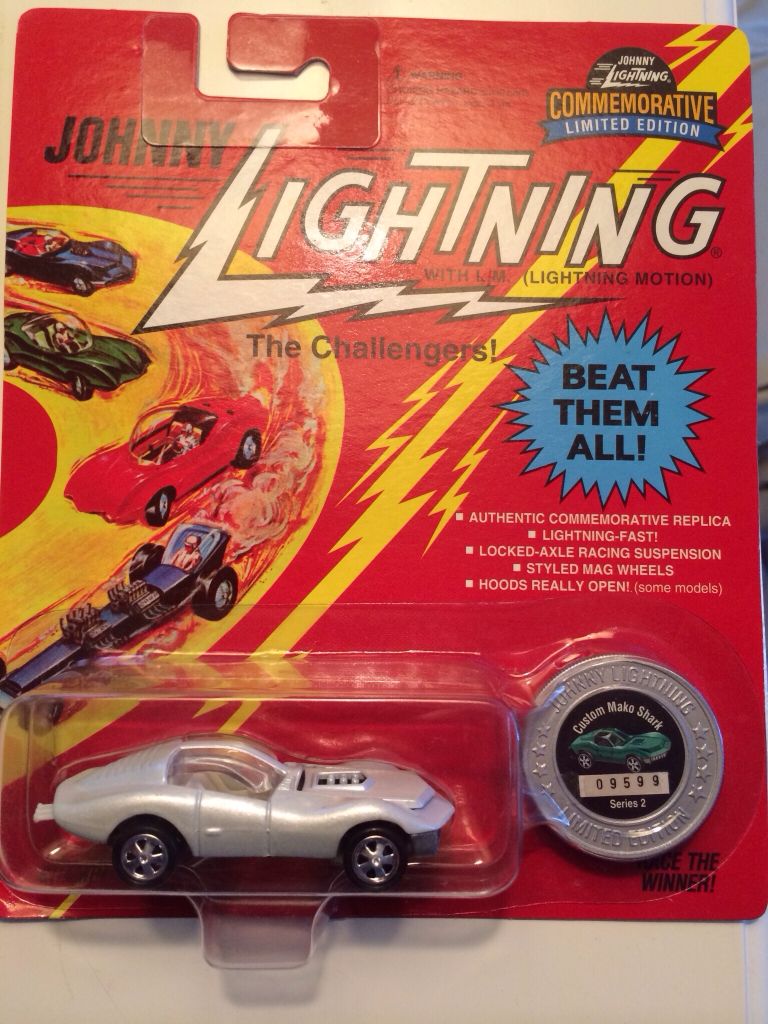 WARNING:
JOHNNY
LIGHTNING
COMMEMORATIVE
LIMITED EDITION
JOHNNY
LIGHTNING®
WITH L.M. (LIGHTNING MOTION)
The Challengers!
BEAT
THEM
ALL!
▪ AUTHENTIC COMMEMORATIVE REPLICA
▪ LIGHTNING-FAST!
▪ LOCKED-AXLE RACING SUSPENSION
▪ STYLED MAG WHEELS
▪ HOODS REALLY OPEN! (some models)
JOHNNY LIGHTNING
Custom Mako Shark
09599
Series 2
LIMITED EDITION
THE
WINNER!